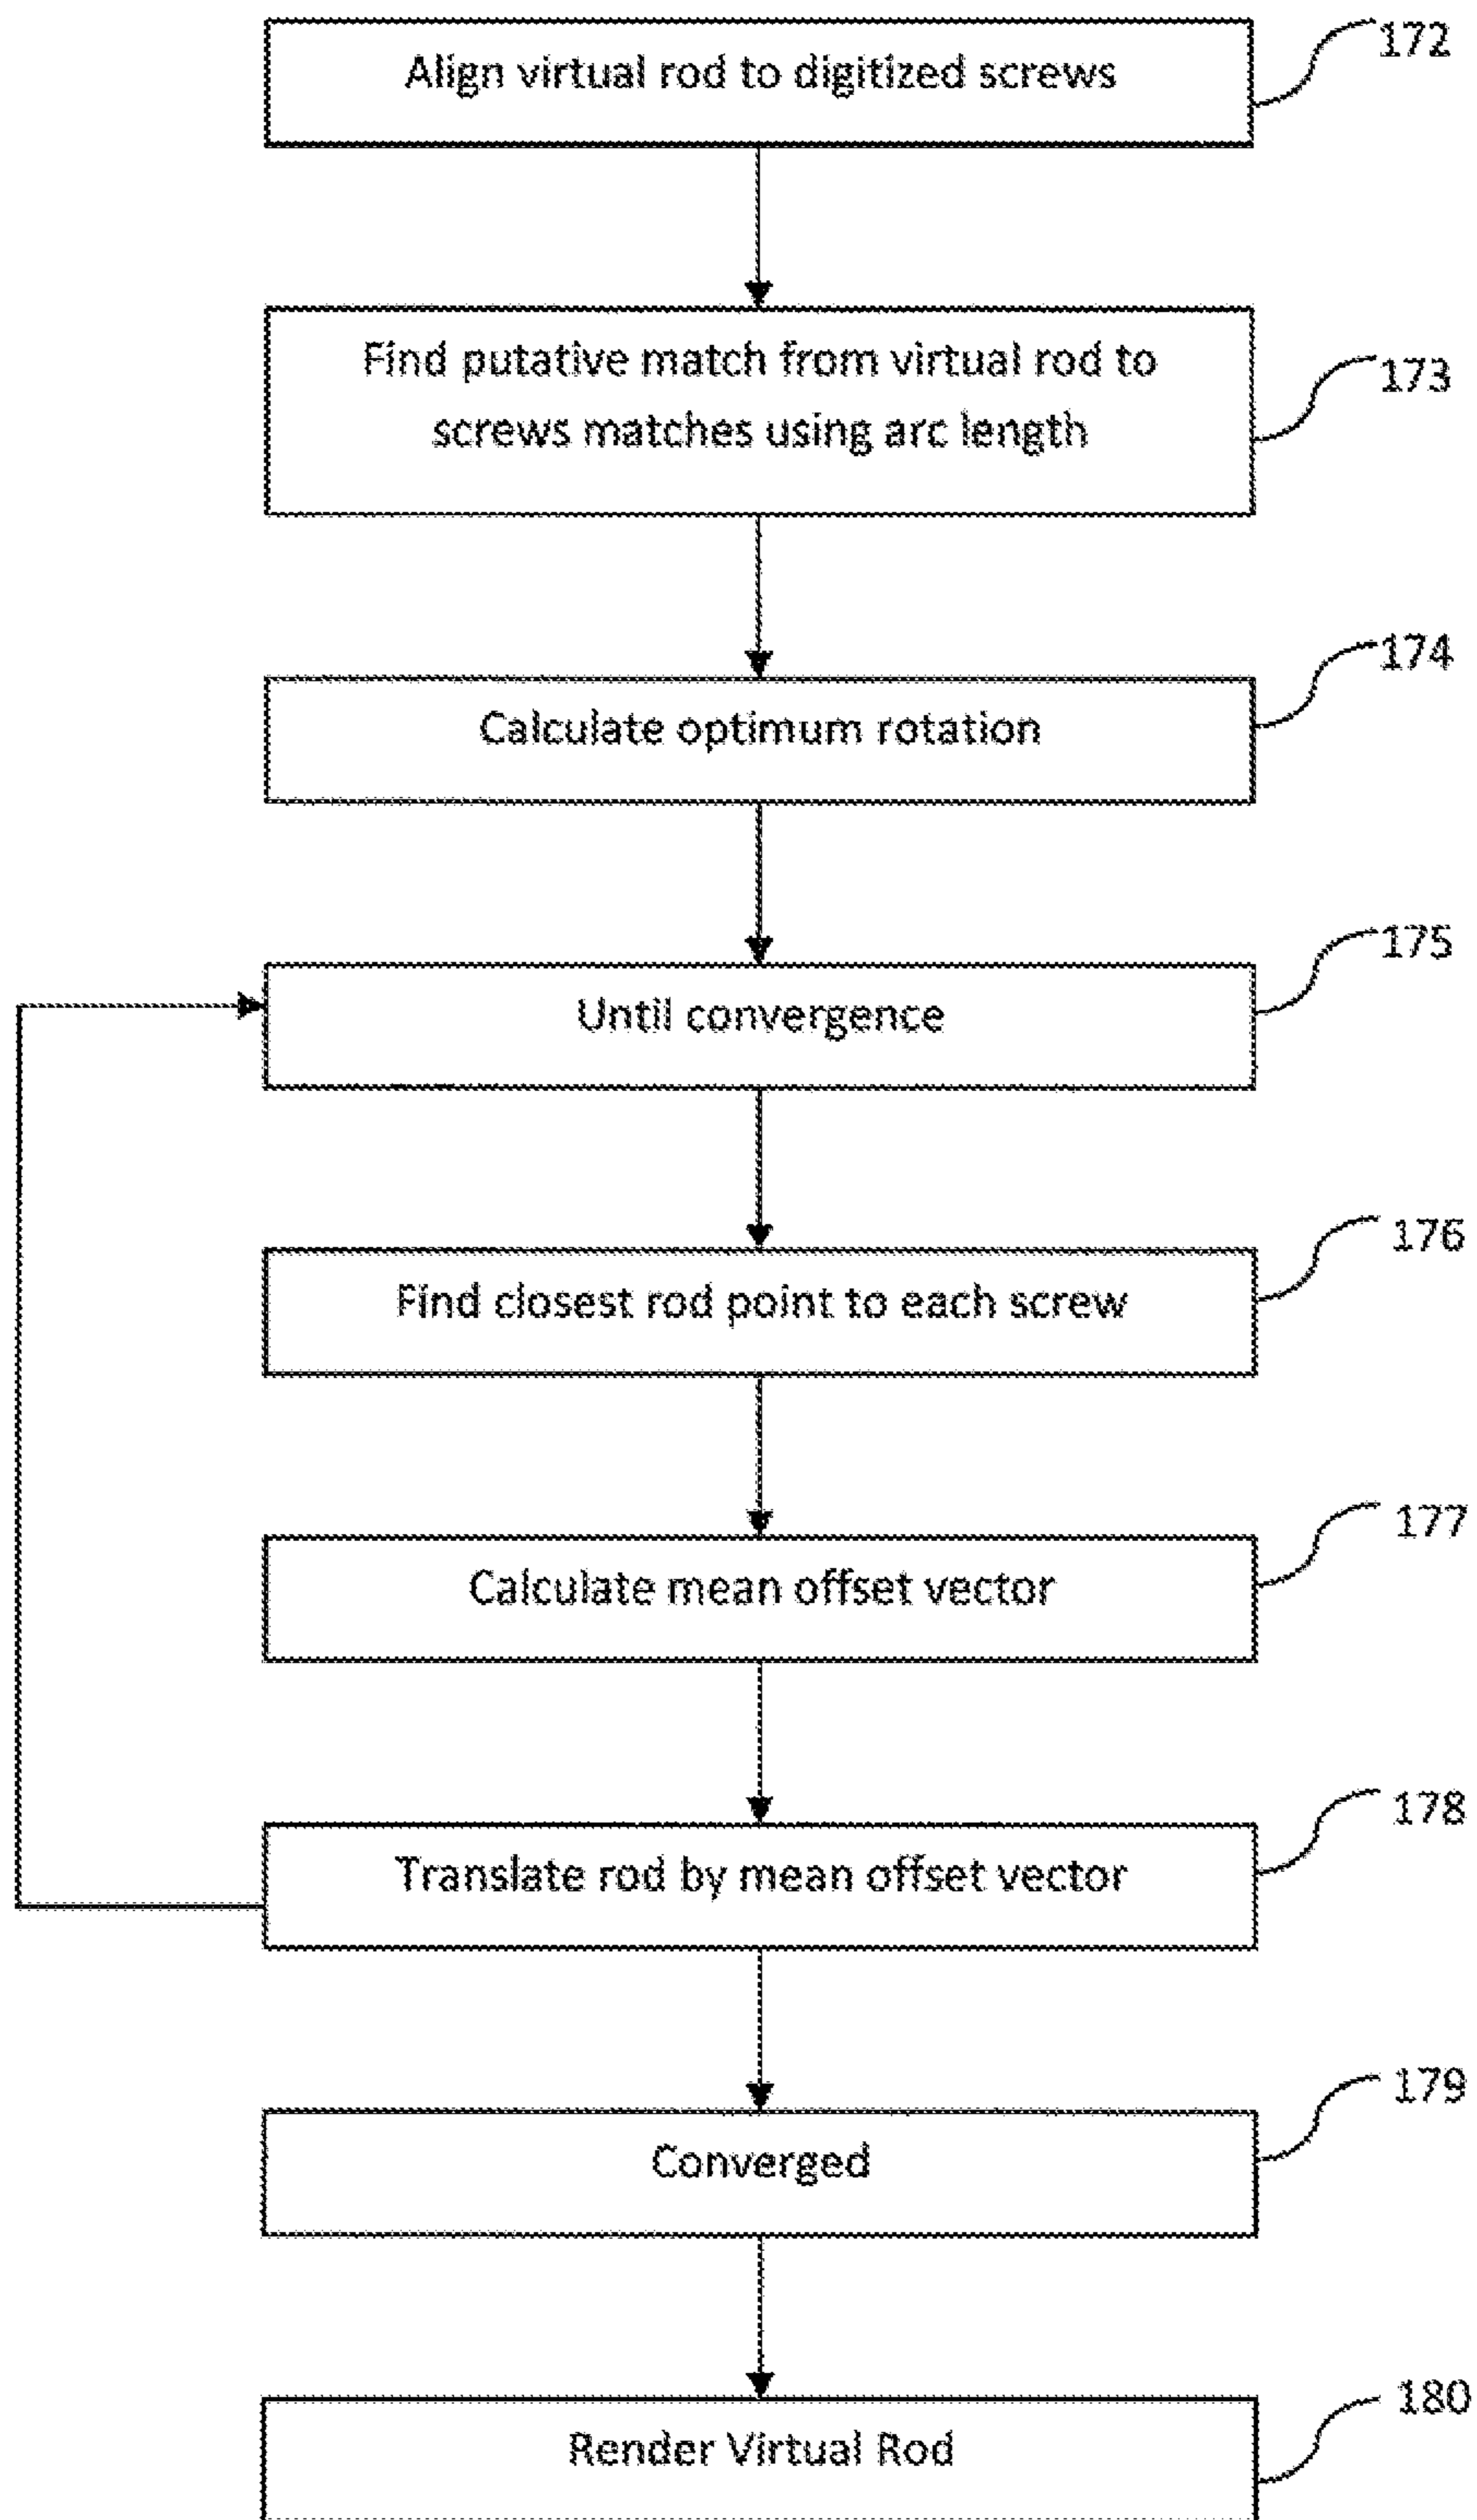 Align virtual rod to digitized screws
172
Find putative match from virtual rod to
screws matches using arc length
173
Calculate optimum rotation
174
Until convergence
175
Find closest rod point to each screw
176
Calculate mean offset vector
177
Translate rod by mean offset vector
178
Converged
179
Render Virtual Rod
180